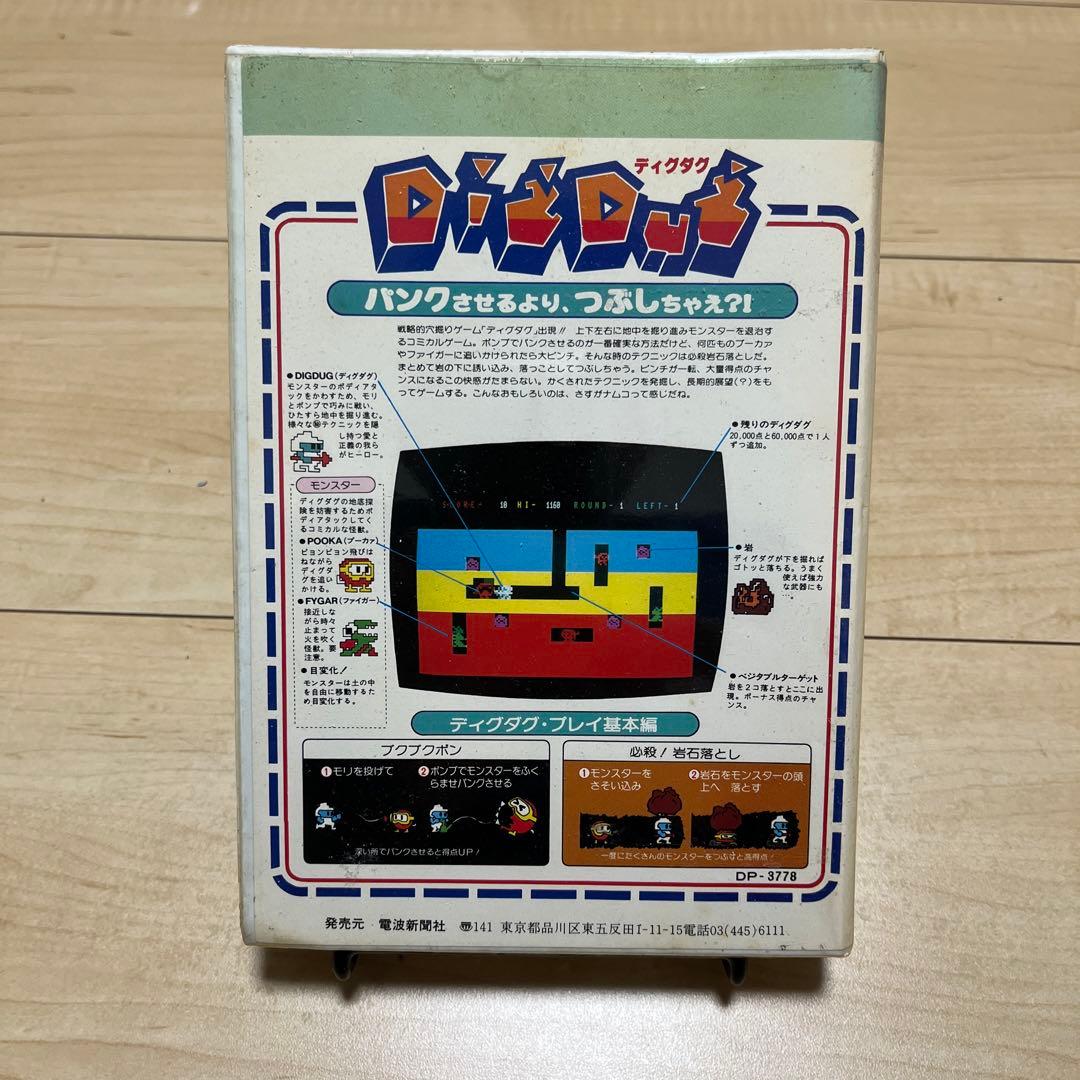 ディグダグ
DigDug
パンクさせるより、つぶしちゃえ?!
戦略的穴掘りゲーム「ディグダグ」出現!! 上下左右に地中を掘り進みモンスターを退治す
るコミカルゲーム。ポンプでパンクさせるのが一番確実な方法だけど、何匹ものプーカァ
やファイガーに追いかけられたら大ピンチ。そんな時のテクニックは必殺岩石落としだ。
まとめて岩の下に誘い込み、落っことしてつぶしちゃう。ピンチが一転、大量得点のチャ
ンスになるこの快感がたまらない。かくされたテクニックを発掘し、長期的展望(?)をも
ってゲームする。こんなおもしろいのは、さすがナムコって感じだね。
●DIGDUG(ディグダグ)
モンスターのボディアタ
ックをかわすため、モリ
とポンプで巧みに戦い、
ひたすら地中を掘り進む。
様々な㊙テクニックを隠
し持つ愛と
正義の我ら
がヒーロー。
モンスター
ディグダグの地底探
険を妨害するためボ
ディアタックしてく
るコミカルな怪獣。
●POOKA(プーカァ)
ピョンピョン飛びは
ねながら
ディグダ
グを追い
かける。
●FYGAR(ファイガー)
接近しな
がら時々
止まって
火を吹く
怪獣。要
注意。
●目変化!
モンスターは土の中
を自由に移動するた
め目変化する。
SCORE- 10 HI- 1160 ROUND- 1 LEFT- 1
●残りのディグダグ
20,000点と60,000点で1人
ずつ追加。
●岩
ディグダグが下を掘れば
ゴトッと落ちる。うまく
使えば強力
な武器にも
…。
●ベジタブルターゲット
岩を2コ落とすとここに出
現。ボーナス得点のチャ
ンス。
ディグダグ・プレイ基本編
プクプクポン
❶モリを投げて
❷ポンプでモンスターをふく
らませパンクさせる
深い所でパンクさせると得点UP!
必殺! 岩石落とし
❶モンスターを
さそい込み
❷岩石をモンスターの頭
上へ 落とす
一度にたくさんのモンスターをつぶすと高得点!
DP-3778
発売元 電波新聞社 〒141 東京都品川区東五反田1-11-15電話03(445)6111